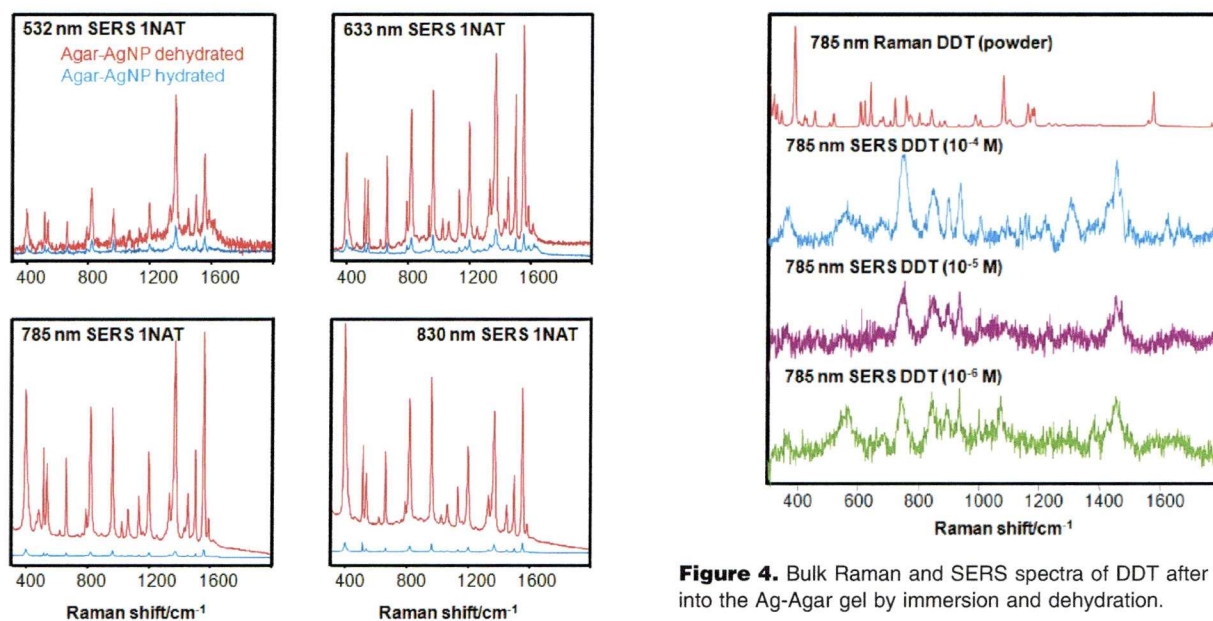 532 nm SERS 1NAT
Agar-AgNP dehydrated
Agar-AgNP hydrated
400 800 1200 1600
633 nm SERS 1NAT
400 800 1200 1600
785 nm SERS 1NAT
400 800 1200 1600
Raman shift/cm⁻¹
830 nm SERS 1NAT
400 800 1200 1600
Raman shift/cm⁻¹
785 nm Raman DDT (powder)
785 nm SERS DDT (10⁻⁴ M)
785 nm SERS DDT (10⁻⁵ M)
785 nm SERS DDT (10⁻⁶ M)
400 600 800 1000 1200 1400 1600
Raman shift/cm⁻¹
Figure 4. Bulk Raman and SERS spectra of DDT after
into the Ag-Agar gel by immersion and dehydration.